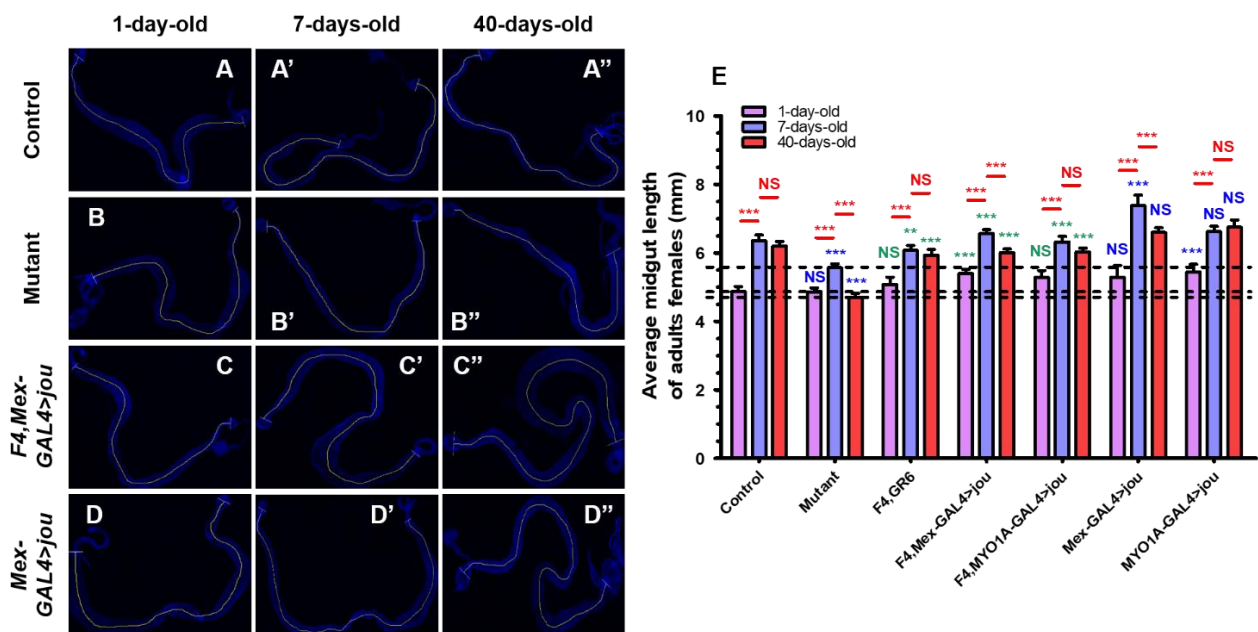 1-day-old 7-days-old 40-days-old
Control
A A' A''
Mutant
B B' B''
F4,Mex-
GAL4>jou
C C' C''
Mex-
GAL4>jou
D D' D''
E
1-day-old
7-days-old
40-days-old
Average midgut length
of adults females (mm)
10
8
6
4
2
0
*** NS
*** ***
NS *** ***
*** NS
NS ** ***
*** ***
*** *** ***
*** NS
NS *** ***
*** ***
NS *** NS
*** NS
*** NS NS
Control
Mutant
F4,GR6
F4,Mex-GAL4>jou
F4,MYO1A-GAL4>jou
Mex-GAL4>jou
MYO1A-GAL4>jou